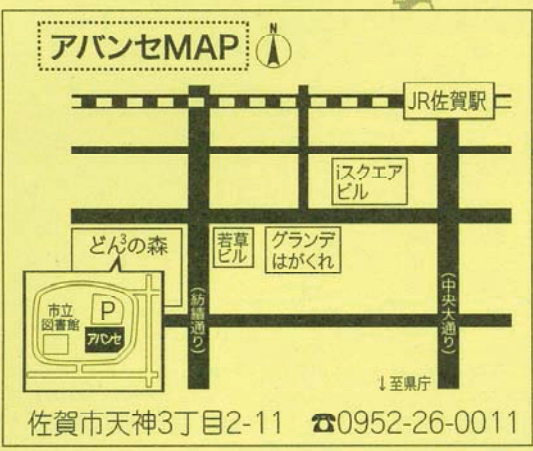 アバンセMAP
N
JR佐賀駅
iスクエア
ビル
どん3の森
若草
ビル
グランデ
はがくれ
市立
図書館
P
アバンセ
(紡績通り)
(中央大通り)
↓至県庁
佐賀市天神3丁目2-11 ☎0952-26-0011